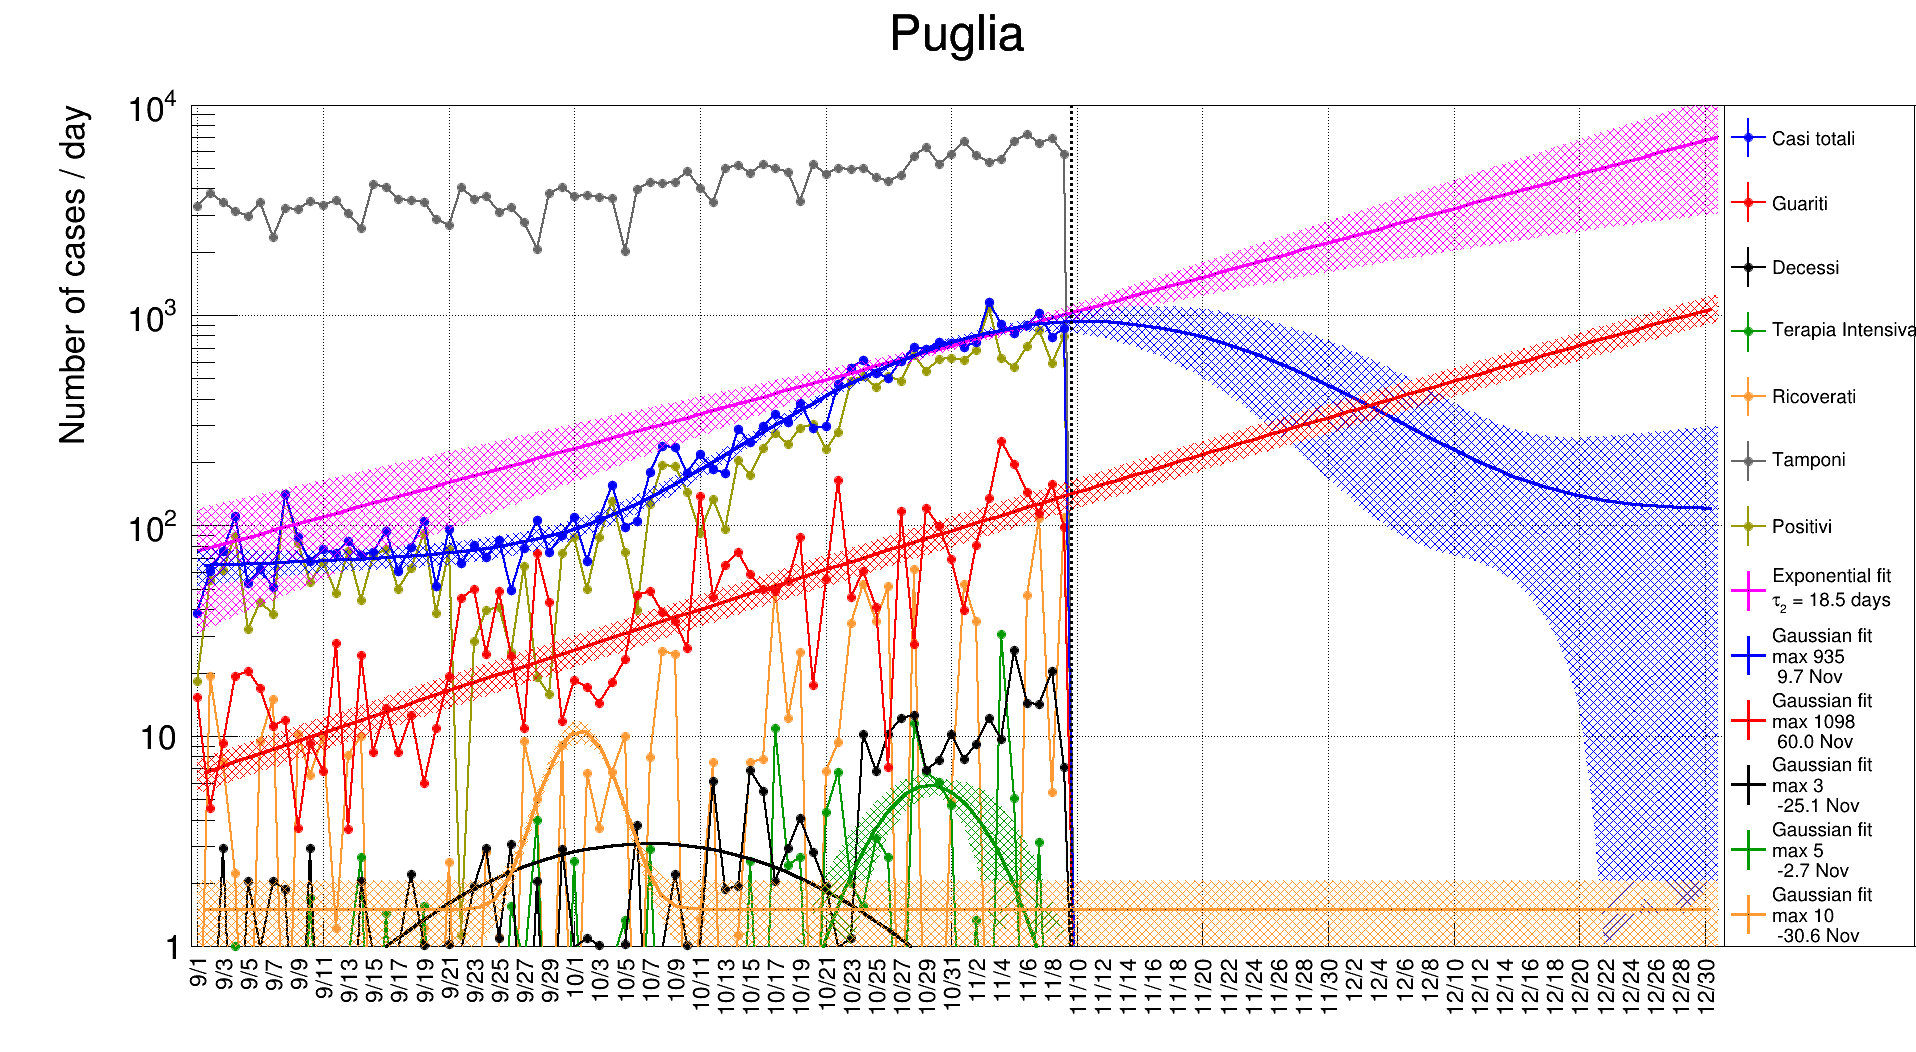 Puglia
Number of cases / day
10^4
10^3
10^2
10
1
9/1 9/3 9/5 9/7 9/9 9/11 9/13 9/15 9/17 9/19 9/21 9/23 9/25 9/27 9/29 10/1 10/3 10/5 10/7 10/9 10/11 10/13 10/15 10/17 10/19 10/21 10/23 10/25 10/27 10/29 10/31 11/2 11/4 11/6 11/8 11/10 11/12 11/14 11/16 11/18 11/20 11/22 11/24 11/26 11/28 11/30 12/2 12/4 12/6 12/8 12/10 12/12 12/14 12/16 12/18 12/20 12/22 12/24 12/26 12/28 12/30
Casi totali
Guariti
Decessi
Terapia Intensiva
Ricoverati
Tamponi
Positivi
Exponential fit
τ2 = 18.5 days
Gaussian fit
max 935
9.7 Nov
Gaussian fit
max 1098
60.0 Nov
Gaussian fit
max 3
-25.1 Nov
Gaussian fit
max 5
-2.7 Nov
Gaussian fit
max 10
-30.6 Nov